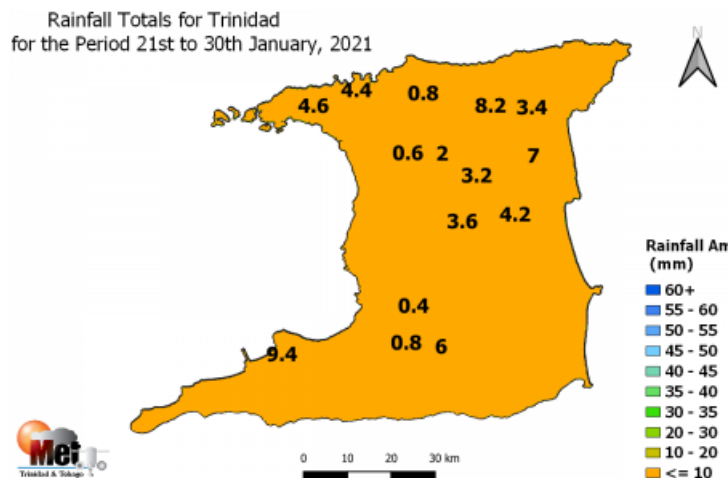 Rainfall Totals for Trinidad
for the Period 21st to 30th January, 2021
N
4.6
4.4
0.8
8.2
3.4
0.6
2
7
3.2
3.6
4.2
0.4
0.8
6
9.4
Rainfall Am
(mm)
60+
55 - 60
50 - 55
45 - 50
40 - 45
35 - 40
30 - 35
20 - 30
10 - 20
<= 10
Met
Trinidad & Tobago
0 10 20 30 km